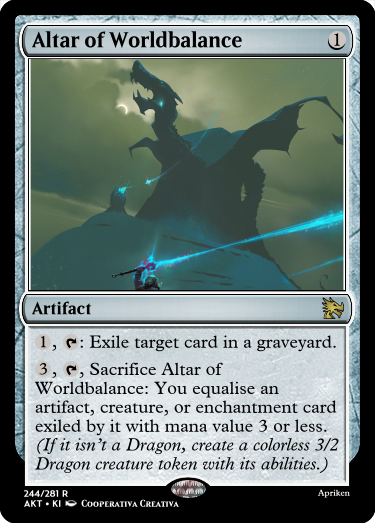 Altar of Worldbalance 1
Artifact
1, : Exile target card in a graveyard.
3, , Sacrifice Altar of
Worldbalance: You equalise an
artifact, creature, or enchantment card
exiled by it with mana value 3 or less.
(If it isn't a Dragon, create a colorless 3/2
Dragon creature token with its abilities.)
244/281 R
Apriken
AKT • KI Cooperativa Creativa